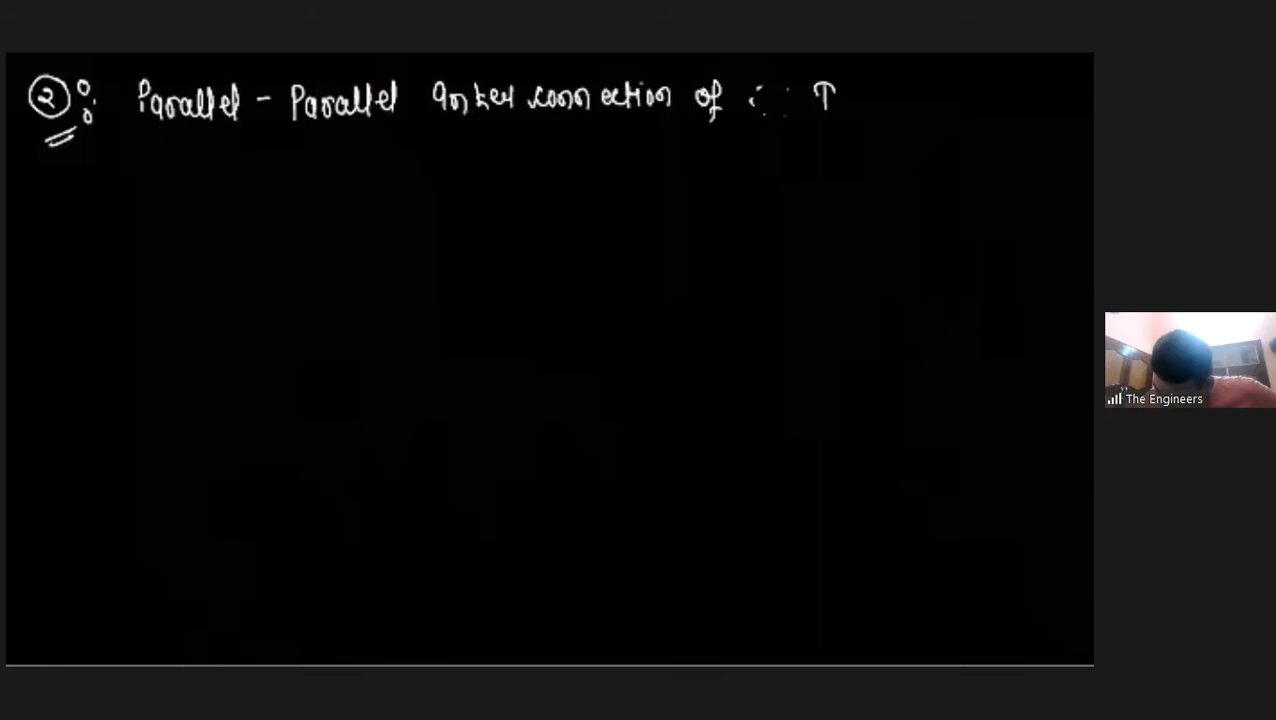 ② : Parallel - Parallel Interconnection of
The Engineers